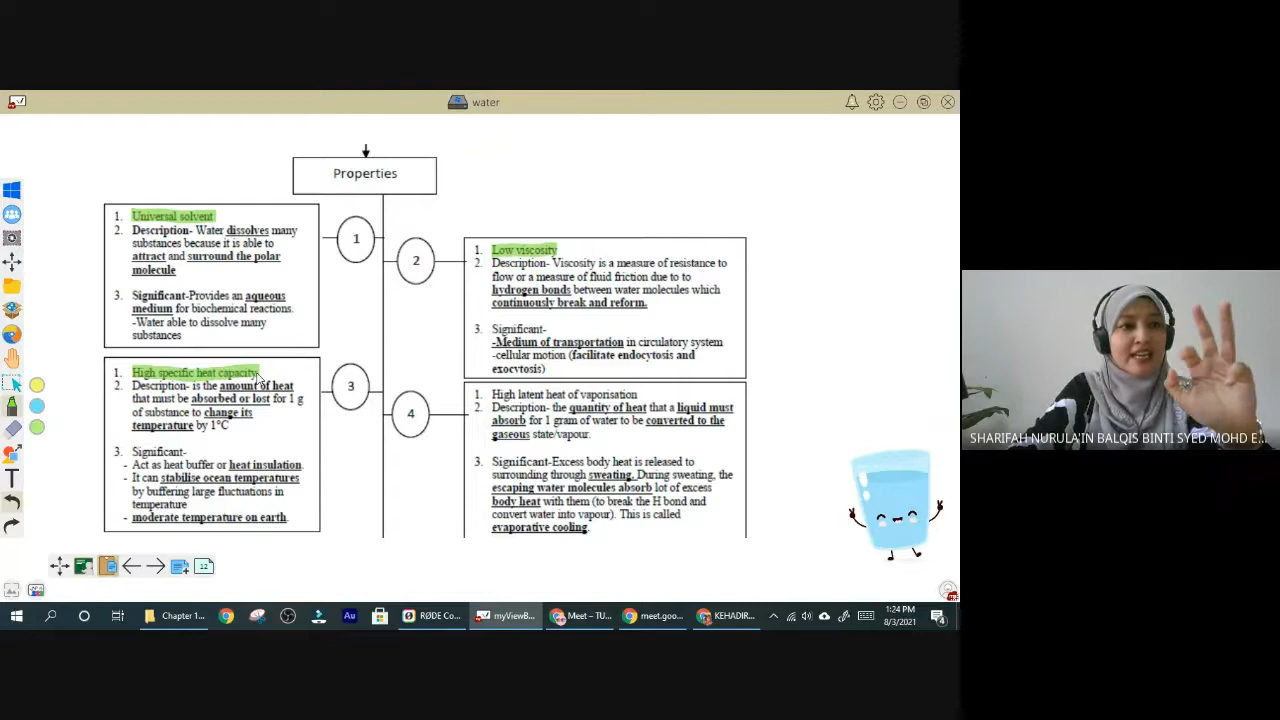 water
Properties
1. Universal solvent
2. Description- Water dissolves many
substances because it is able to
attract and surround the polar
molecule
3. Significant-Provides an aqueous
medium for biochemical reactions.
-Water able to dissolve many
substances
1
2
1. Low viscosity
2. Description- Viscosity is a measure of resistance to
flow or a measure of fluid friction due to to
hydrogen bonds between water molecules which
continuously break and reform.
3. Significant-
-Medium of transportation in circulatory system
-cellular motion (facilitate endocytosis and
exocytosis)
1. High specific heat capacity
2. Description- is the amount of heat
that must be absorbed or lost for 1 g
of substance to change its
temperature by 1°C
3. Significant-
- Act as heat buffer or heat insulation.
- It can stabilise ocean temperatures
by buffering large fluctuations in
temperature
- moderate temperature on earth.
3
4
1. High latent heat of vaporisation
2. Description- the quantity of heat that a liquid must
absorb for 1 gram of water to be converted to the
gaseous state/vapour.
3. Significant-Excess body heat is released to
surrounding through sweating. During sweating, the
escaping water molecules absorb lot of excess
body heat with them (to break the H bond and
convert water into vapour). This is called
evaporative cooling.
SHARIFAH NURULA'IN BALQIS BINTI SYED MOHD E...
T
12
Chapter 1...
Au
RØDE Co...
myViewB...
Meet – TU...
meet.goo...
KEHADIR...
1:24 PM
8/3/2021
4